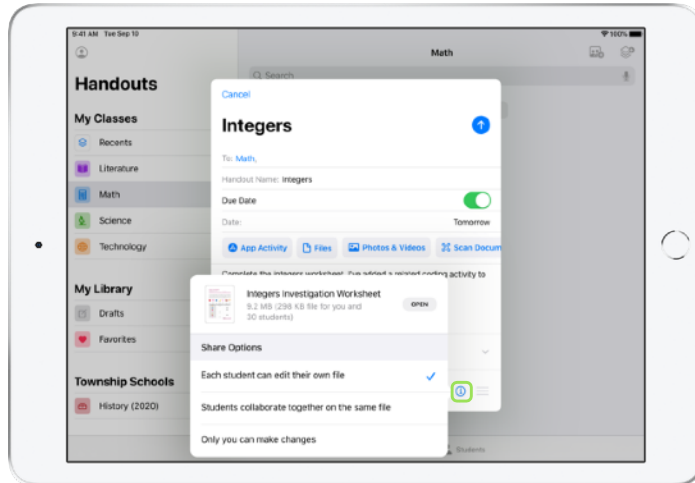 9:41 AM Tue Sep 10
100%
Math
Handouts
Search
My Classes
Recents
Literature
Math
Science
Technology
My Library
Drafts
Favorites
Township Schools
History (2020)
Cancel
Integers
To: Math,
Handout Name: Integers
Due Date
Date: Tomorrow
App Activity Files Photos & Videos Scan Docum
Complete the integers worksheet. I've added a related coding activity to
Integers Investigation Worksheet
9.2 MB (298 KB file for you and
30 students)
OPEN
Share Options
Each student can edit their own file
Students collaborate together on the same file
Only you can make changes
Students